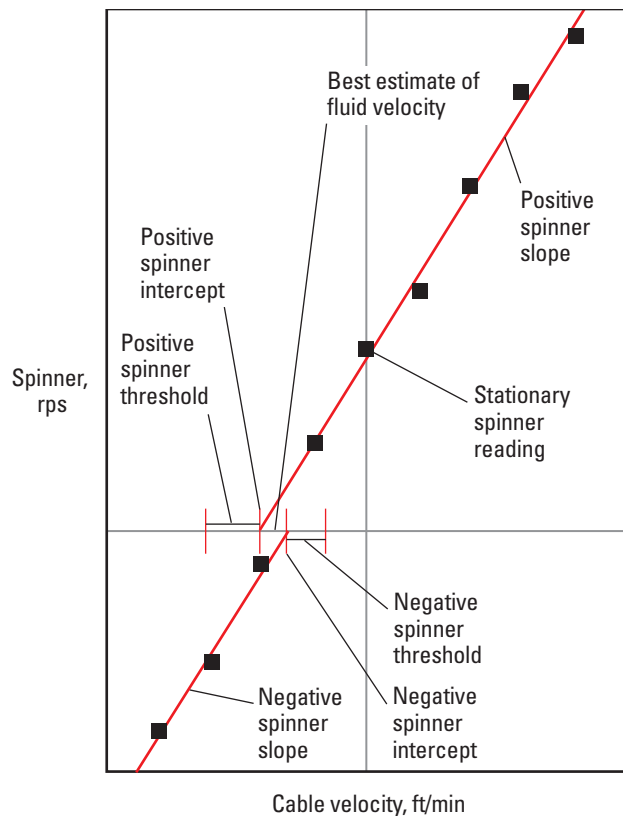 Best estimate of
fluid velocity
Positive
spinner
slope
Positive
spinner
intercept
Positive
spinner
threshold
Spinner,
rps
Stationary
spinner
reading
Negative
spinner
threshold
Negative
spinner
slope
Negative
spinner
intercept
Cable velocity, ft/min